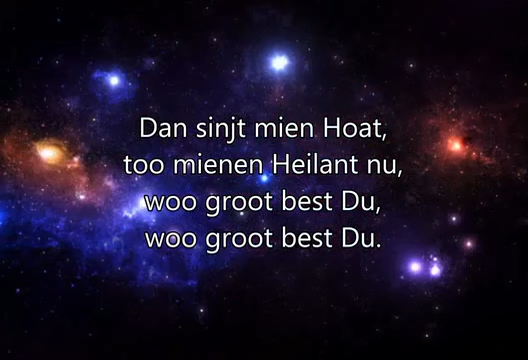 Dan sinjt mien Hoat,
too mienen Heilant nu,
woo groot best Du,
woo groot best Du.